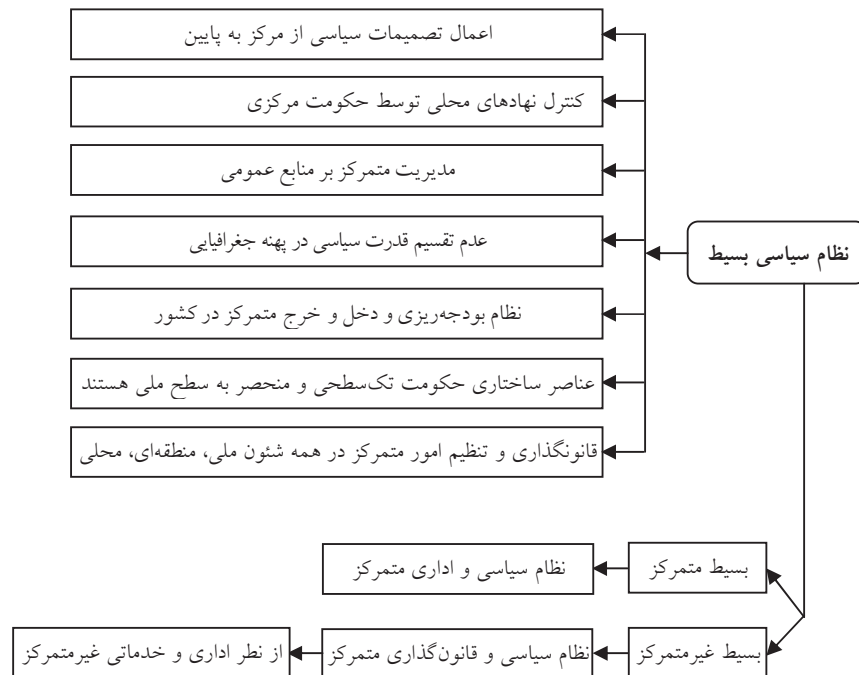 نظام سیاسی بسیط
اعمال تصمیمات سیاسی از مرکز به پایین
کنترل نهادهای محلی توسط حکومت مرکزی
مدیریت متمرکز بر منابع عمومی
عدم تقسیم قدرت سیاسی در پهنه جغرافیایی
نظام بودجه‌ریزی و دخل و خرج متمرکز در کشور
عناصر ساختاری حکومت تک‌سطحی و منحصر به سطح ملی هستند
قانونگذاری و تنظیم امور متمرکز در همه شئون ملی، منطقه‌ای، محلی
بسیط متمرکز
نظام سیاسی و اداری متمرکز
بسیط غیرمتمرکز
نظام سیاسی و قانون‌گذاری متمرکز
از نطر اداری و خدماتی غیرمتمرکز